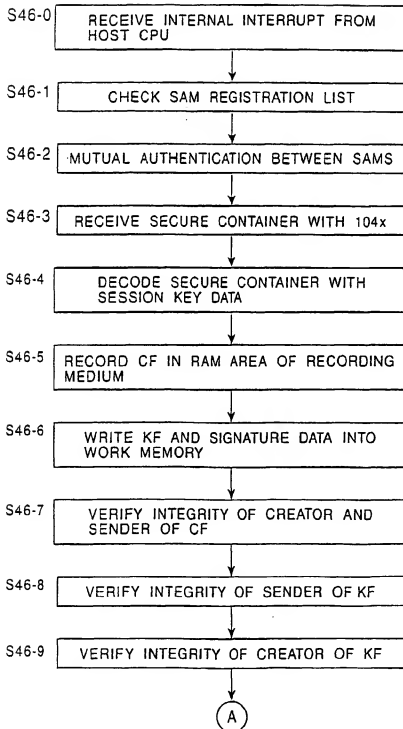 S46-0
RECEIVE INTERNAL INTERRUPT FROM
HOST CPU
S46-1
CHECK SAM REGISTRATION LIST
S46-2
MUTUAL AUTHENTICATION BETWEEN SAMS
S46-3
RECEIVE SECURE CONTAINER WITH 104x
S46-4
DECODE SECURE CONTAINER WITH
SESSION KEY DATA
S46-5
RECORD CF IN RAM AREA OF RECORDING
MEDIUM
S46-6
WRITE KF AND SIGNATURE DATA INTO
WORK MEMORY
S46-7
VERIFY INTEGRITY OF CREATOR AND
SENDER OF CF
S46-8
VERIFY INTEGRITY OF SENDER OF KF
S46-9
VERIFY INTEGRITY OF CREATOR OF KF
A